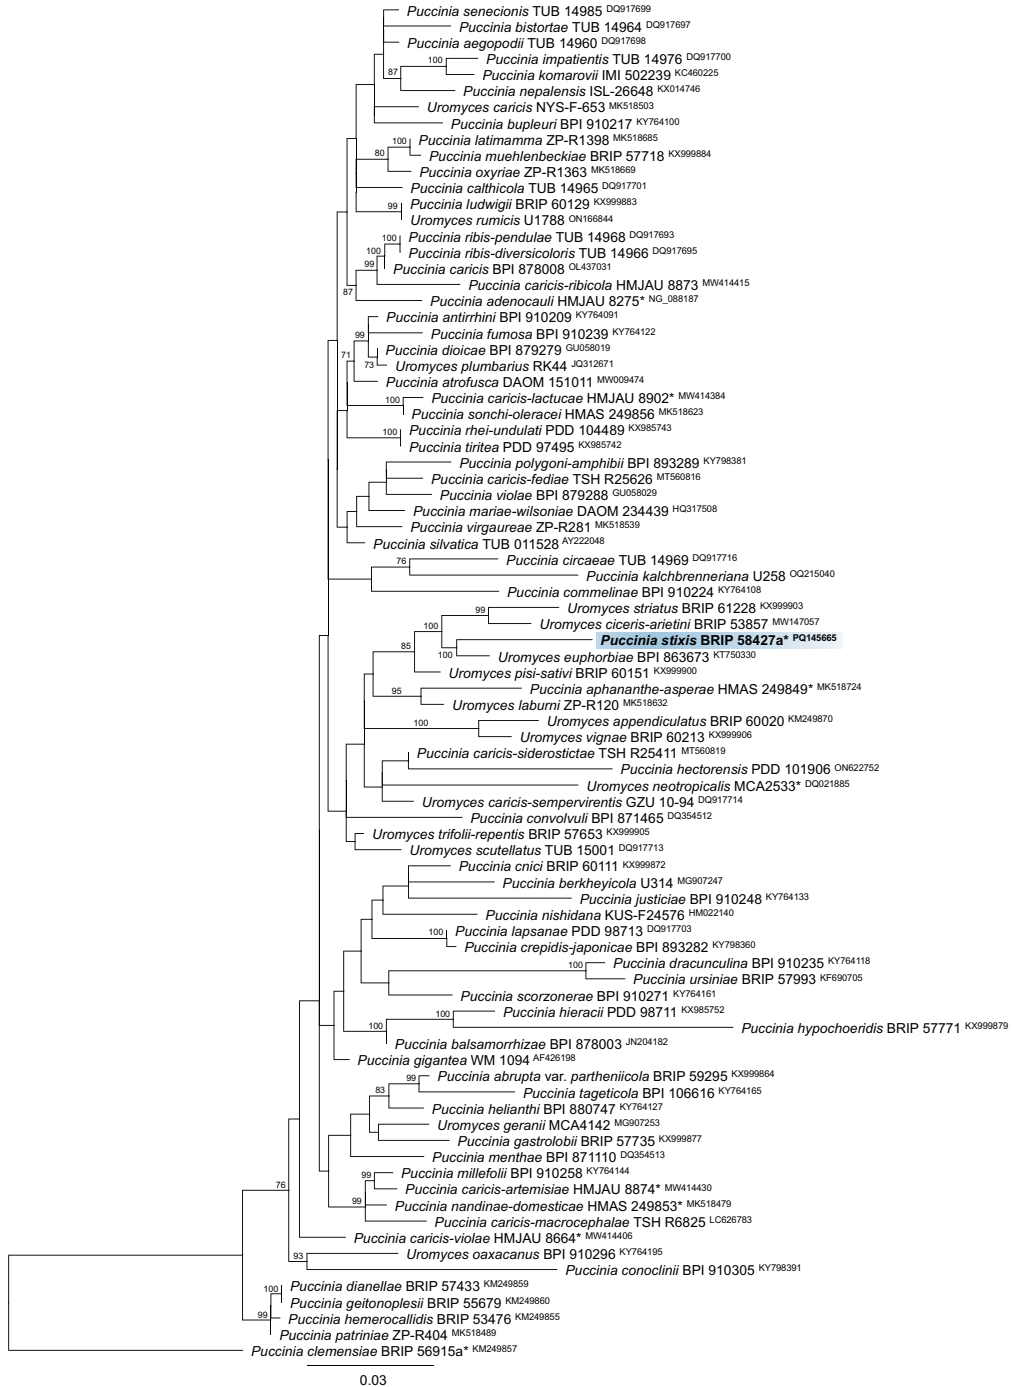 Puccinia senecionis TUB 14985 DQ917699
Puccinia bistortae TUB 14964 DQ917697
Puccinia aegopodii TUB 14960 DQ917698
100 Puccinia impatientis TUB 14976 DQ917700
87 Puccinia komarovii IMI 502239 KC460225
Puccinia nepalensis ISL-26648 KX014746
Uromyces caricis NYS-F-653 MK518503
Puccinia bupleuri BPI 910217 KY764100
100 Puccinia latimamma ZP-R1398 MK518685
80 Puccinia muehlenbeckiae BRIP 57718 KX999884
Puccinia oxyriae ZP-R1363 MK518669
Puccinia calthicola TUB 14965 DQ917701
99 Puccinia ludwigii BRIP 60129 KX999883
Uromyces rumicis U1788 ON166844
100 Puccinia ribis-pendulae TUB 14968 DQ917693
100 Puccinia ribis-diversicoloris TUB 14966 DQ917695
99 Puccinia caricis BPI 878008 OL437031
Puccinia caricis-ribicola HMJAU 8873 MW414415
87 Puccinia adenocauli HMJAU 8275* NG_088187
Puccinia antirrhini BPI 910209 KY764091
99 Puccinia fumosa BPI 910239 KY764122
71 Puccinia dioicae BPI 879279 GU058019
73 Uromyces plumbarius RK44 JQ312671
Puccinia atrofusca DAOM 151011 MW009474
100 Puccinia caricis-lactucae HMJAU 8902* MW414384
Puccinia sonchi-oleracei HMAS 249856 MK518623
100 Puccinia rhei-undulati PDD 104489 KX985743
Puccinia tiritea PDD 97495 KX985742
Puccinia polygoni-amphibii BPI 893289 KY798381
Puccinia caricis-fediae TSH R25626 MT560816
Puccinia violae BPI 879288 GU058029
Puccinia mariae-wilsoniae DAOM 234439 HQ317508
Puccinia virgaureae ZP-R281 MK518539
Puccinia silvatica TUB 011528 AY222048
76 Puccinia circaeae TUB 14969 DQ917716
Puccinia kalchbrenneriana U258 OQ215040
Puccinia commelinae BPI 910224 KY764108
99 Uromyces striatus BRIP 61228 KX999903
100 Uromyces ciceris-arietini BRIP 53857 MW147057
Puccinia stixis BRIP 58427a* PQ145665
85 100 Uromyces euphorbiae BPI 863673 KT750330
Uromyces pisi-sativi BRIP 60151 KX999900
95 Puccinia aphananthe-asperae HMAS 249849* MK518724
Uromyces laburni ZP-R120 MK518632
100 Uromyces appendiculatus BRIP 60020 KM249870
Uromyces vignae BRIP 60213 KX999906
Puccinia caricis-siderostictae TSH R25411 MT560819
Puccinia hectorensis PDD 101906 ON622752
Uromyces neotropicalis MCA2533* DQ021885
Uromyces caricis-sempervirentis GZU 10-94 DQ917714
Puccinia convolvuli BPI 871465 DQ354512
Uromyces trifolii-repentis BRIP 57653 KX999905
Uromyces scutellatus TUB 15001 DQ917713
Puccinia cnici BRIP 60111 KX999872
Puccinia berkheyicola U314 MG907247
Puccinia justiciae BPI 910248 KY764133
Puccinia nishidana KUS-F24576 HM022140
100 Puccinia lapsanae PDD 98713 DQ917703
Puccinia crepidis-japonicae BPI 893282 KY798360
100 Puccinia dracunculina BPI 910235 KY764118
Puccinia ursiniae BRIP 57993 KF690705
Puccinia scorzonerae BPI 910271 KY764161
100 Puccinia hieracii PDD 98711 KX985752
100 Puccinia hypochoeridis BRIP 57771 KX999879
Puccinia balsamorrhizae BPI 878003 JN204182
Puccinia gigantea WM 1094 AF426198
99 Puccinia abrupta var. partheniicola BRIP 59295 KX999864
83 Puccinia tageticola BPI 106616 KY764165
Puccinia helianthi BPI 880747 KY764127
Uromyces geranii MCA4142 MG907253
Puccinia gastrolobii BRIP 57735 KX999877
Puccinia menthae BPI 871110 DQ354513
99 Puccinia millefolii BPI 910258 KY764144
76 Puccinia caricis-artemisiae HMJAU 8874* MW414430
99 Puccinia nandinae-domesticae HMAS 249853* MK518479
Puccinia caricis-macrocephalae TSH R6825 LC626783
Puccinia caricis-violae HMJAU 8664* MW414406
93 Uromyces oaxacanus BPI 910296 KY764195
Puccinia conoclinii BPI 910305 KY798391
100 Puccinia dianellae BRIP 57433 KM249859
Puccinia geitonoplesii BRIP 55679 KM249860
99 Puccinia hemerocallidis BRIP 53476 KM249855
Puccinia patriniae ZP-R404 MK518489
Puccinia clemensiae BRIP 56915a* KM249857
0.03